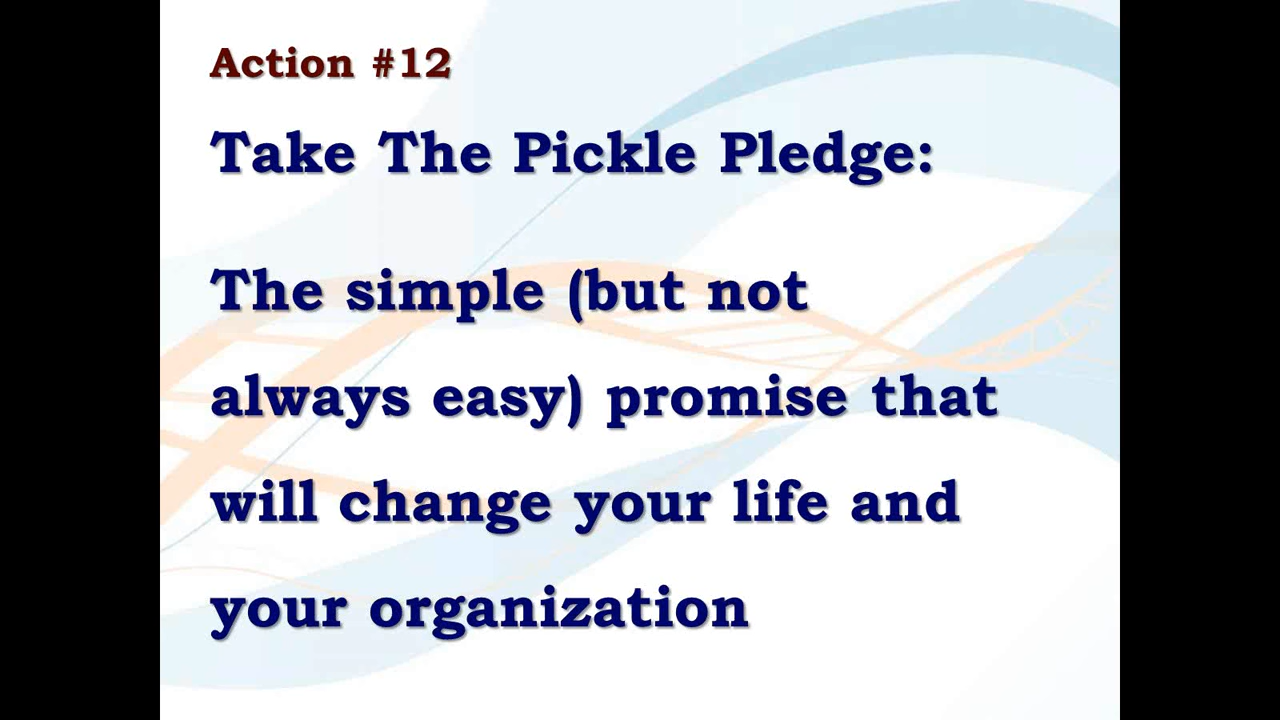 Action #12
Take The Pickle Pledge:
The simple (but not
always easy) promise that
will change your life and
your organization